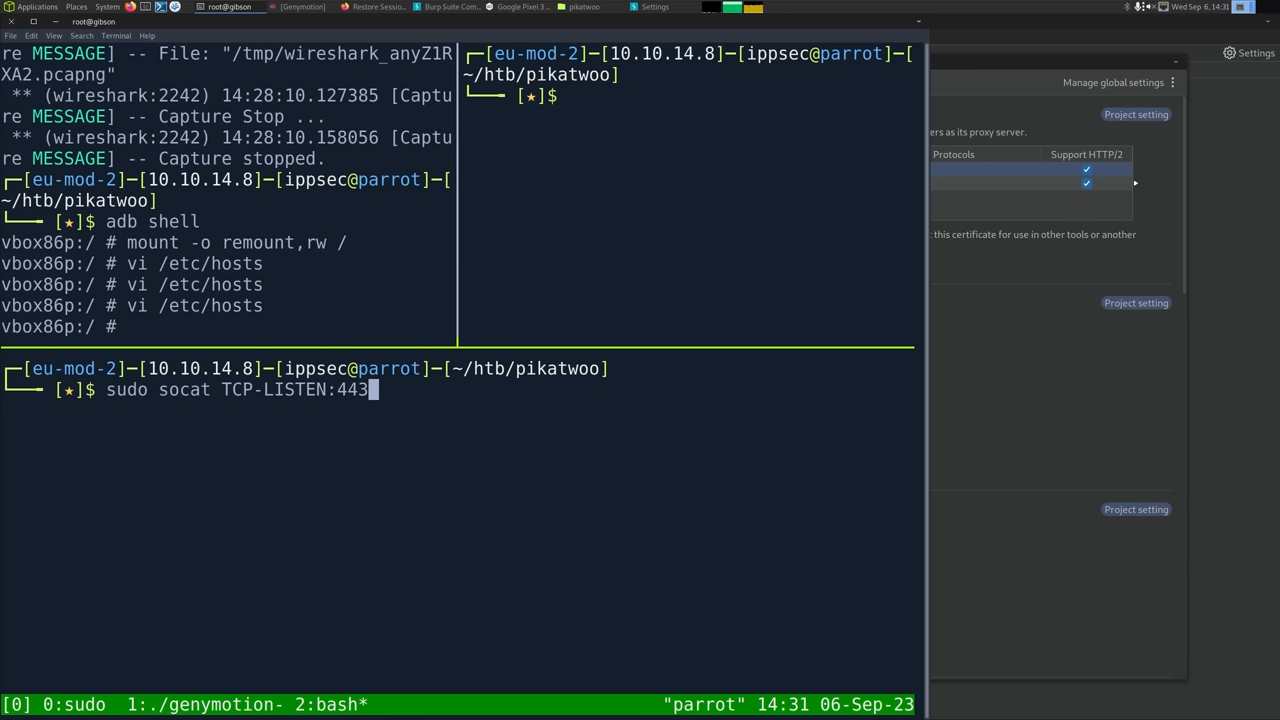 Applications Places System root@gibson [Genymotion] Restore Sessio... Burp Suite Com... Google Pixel 3 ... pikatwoo Settings Wed Sep 6, 14:31
root@gibson
File Edit View Search Terminal Help
re MESSAGE] -- File: "/tmp/wireshark_anyZ1R
XA2.pcapng"
** (wireshark:2242) 14:28:10.127385 [Captu
re MESSAGE] -- Capture Stop ...
** (wireshark:2242) 14:28:10.158056 [Captu
re MESSAGE] -- Capture stopped.
┌─[eu-mod-2]─[10.10.14.8]─[ippsec@parrot]─[
~/htb/pikatwoo]
└──╼ [★]$ adb shell
vbox86p:/ # mount -o remount,rw /
vbox86p:/ # vi /etc/hosts
vbox86p:/ # vi /etc/hosts
vbox86p:/ # vi /etc/hosts
vbox86p:/ #
┌─[eu-mod-2]─[10.10.14.8]─[ippsec@parrot]─[
~/htb/pikatwoo]
└──╼ [★]$
┌─[eu-mod-2]─[10.10.14.8]─[ippsec@parrot]─[~/htb/pikatwoo]
└──╼ [★]$ sudo socat TCP-LISTEN:443
[0] 0:sudo 1:./genymotion- 2:bash* "parrot" 14:31 06-Sep-23
Settings
Manage global settings
Project setting
ers as its proxy server.
Protocols Support HTTP/2
this certificate for use in other tools or another
Project setting
Project setting